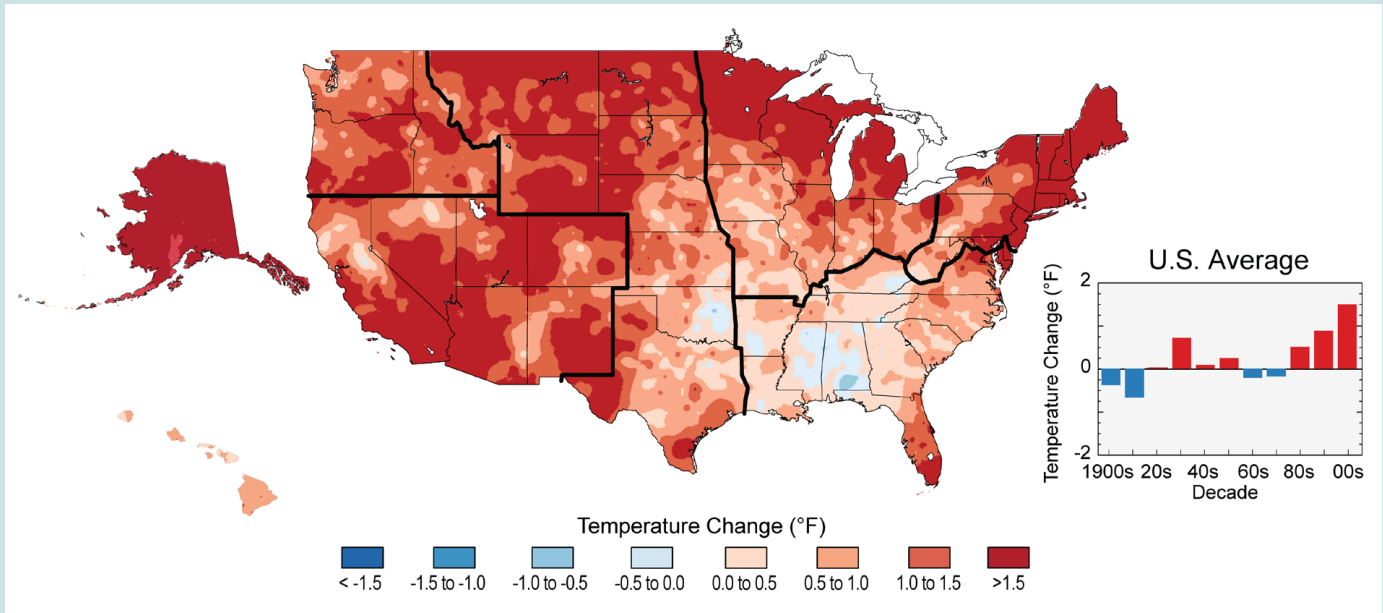 U.S. Average
Temperature Change (°F)
2
0
-2
1900s 20s 40s 60s 80s 00s
Decade
Temperature Change (°F)
< -1.5 -1.5 to -1.0 -1.0 to -0.5 -0.5 to 0.0 0.0 to 0.5 0.5 to 1.0 1.0 to 1.5 >1.5